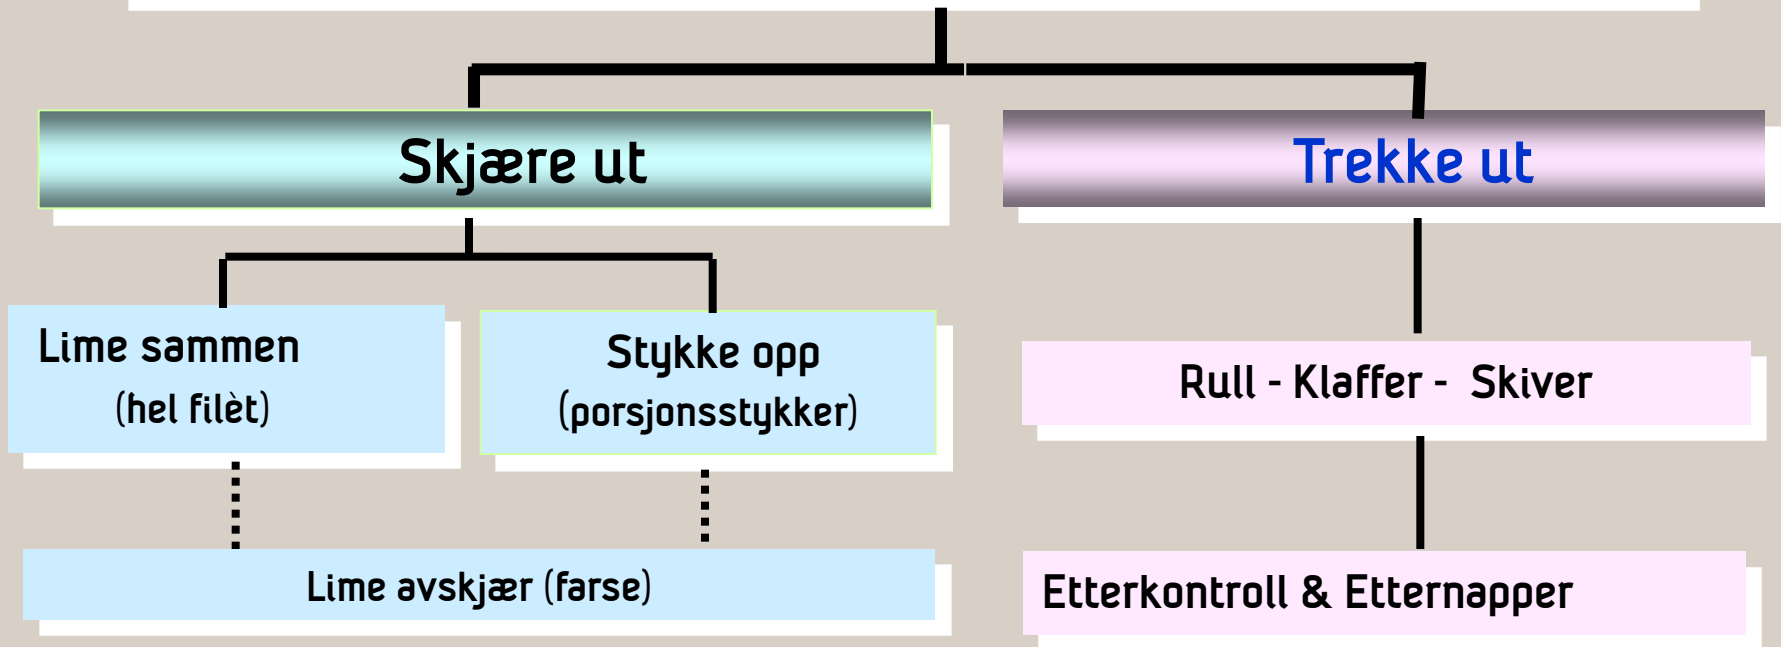 Skjære ut
Trekke ut
Lime sammen
(hel filèt)
Stykke opp
(porsjonsstykker)
Rull - Klaffer - Skiver
Lime avskjær (farse)
Etterkontroll & Etternapper